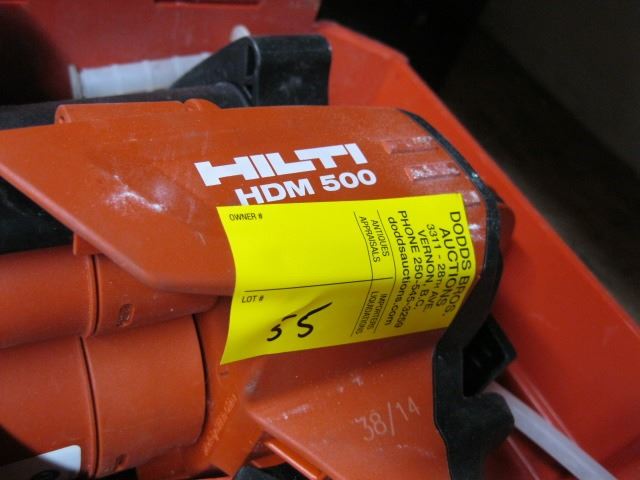 HILTI
HDM 500
OWNER #
LOT #
55
ANTIQUES
APPRAISALS
IMPORTERS
LIQUIDATIONS
DODDS BROS.
AUCTIONS
3311 - 28TH AVE.
VERNON, B.C.
PHONE 250-545-3259
doddsauctions.com
38/14